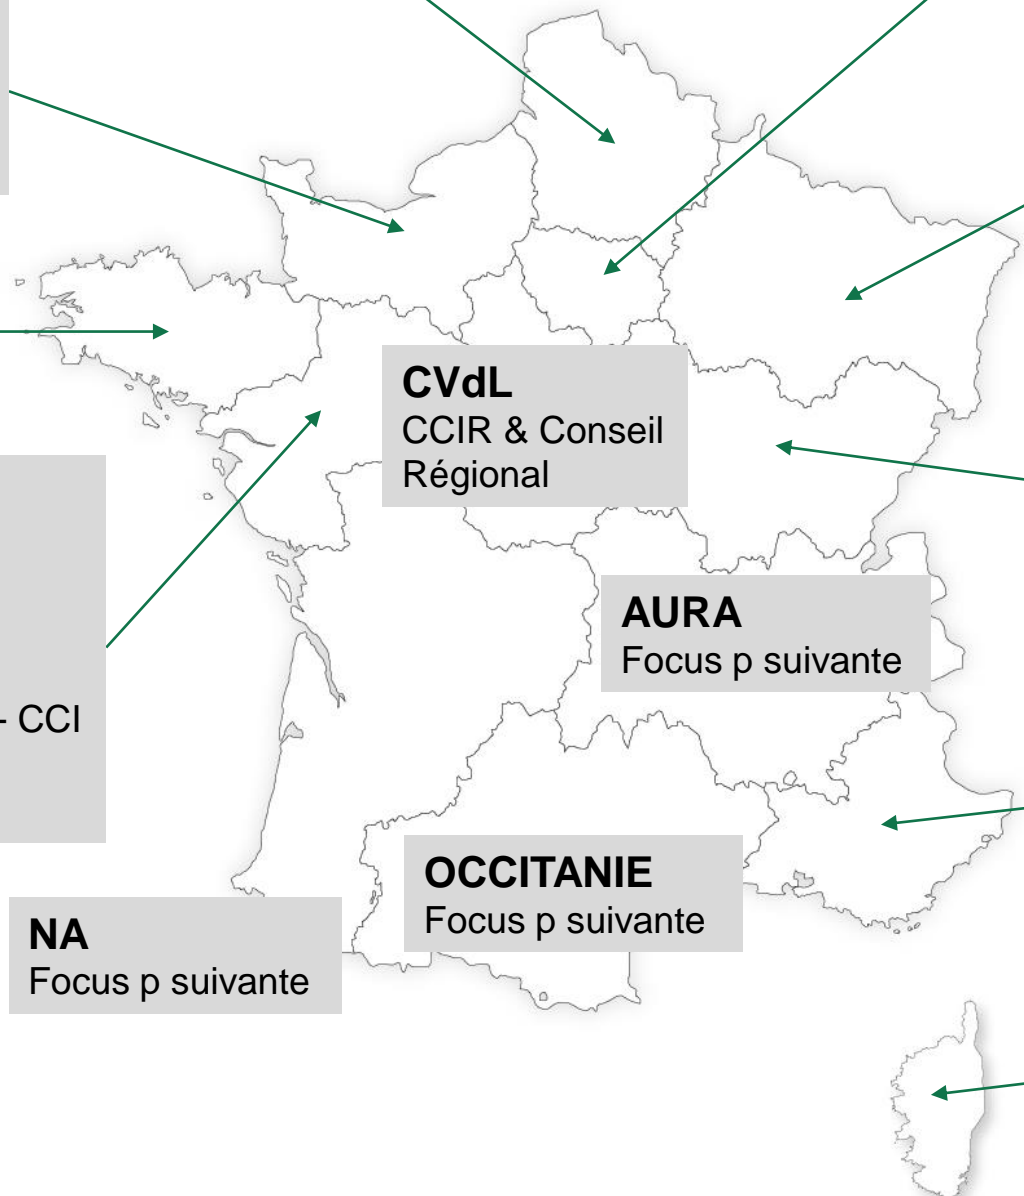 CVdL
CCIR & Conseil
Régional
AURA
Focus p suivante
- CCI
OCCITANIE
Focus p suivante
NA
Focus p suivante